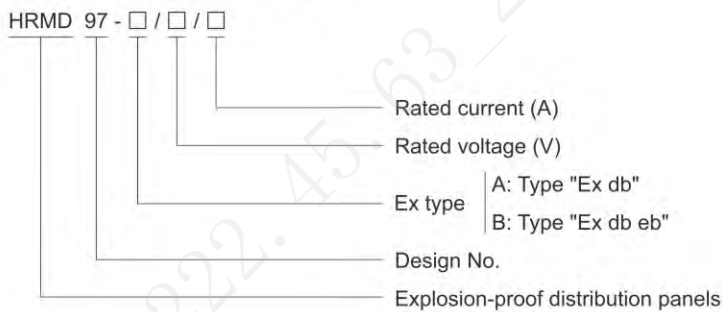 HRMD 97 - □ / □ / □
Rated current (A)
Rated voltage (V)
Ex type
A: Type "Ex db"
B: Type "Ex db eb"
Design No.
Explosion-proof distribution panels